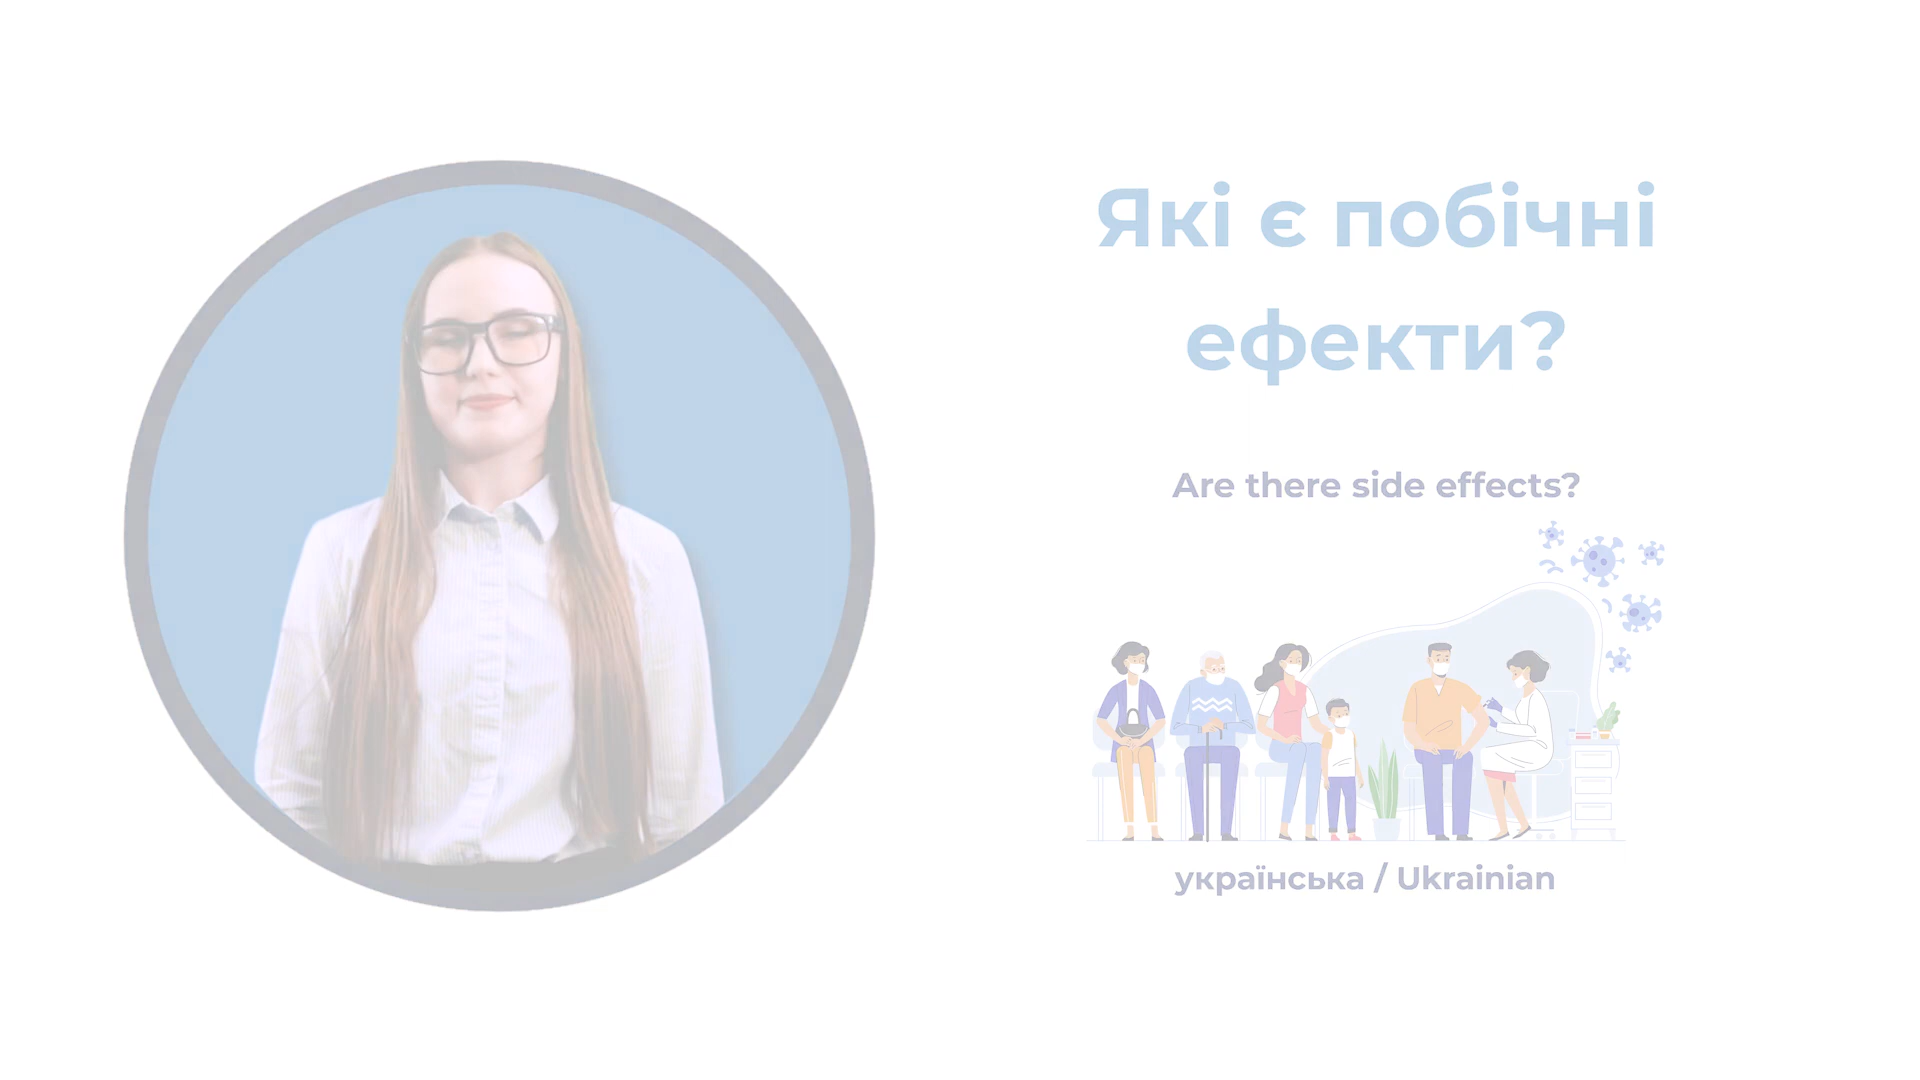 Які є побічні
ефекти?
Are there side effects?
українська / Ukrainian